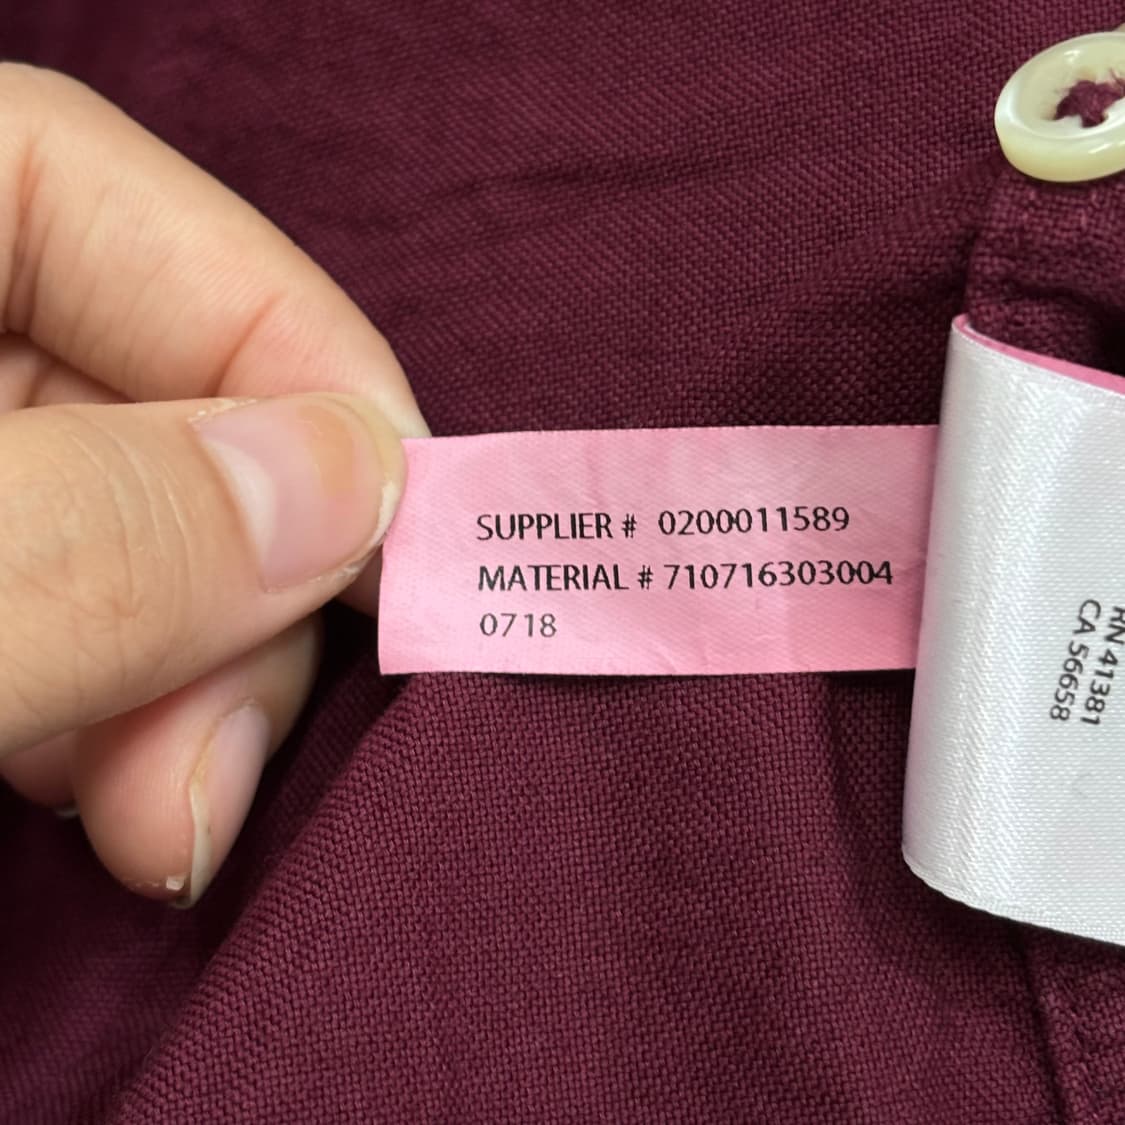 SUPPLIER # 0200011589
MATERIAL # 710716303004
0718
RN 41381
CA 56658